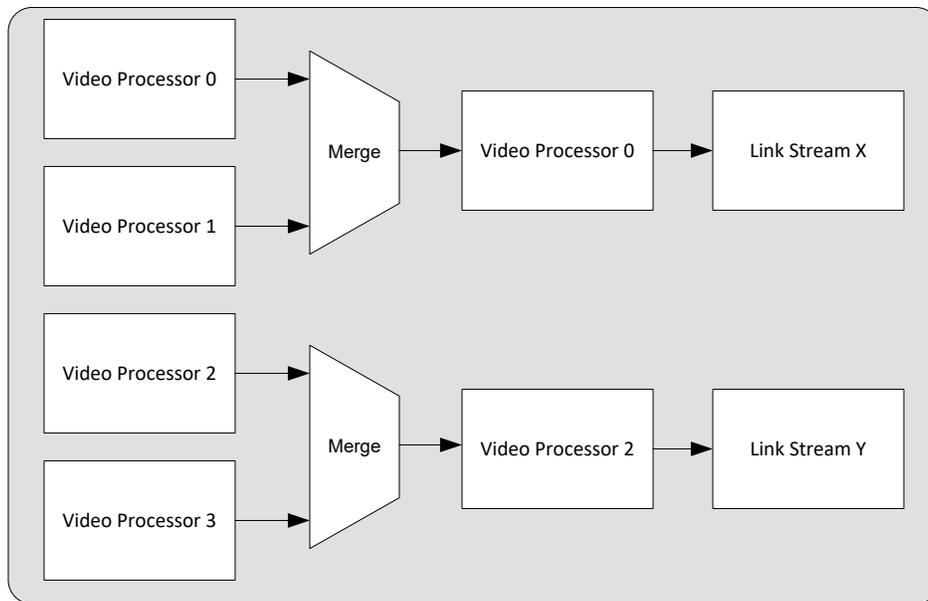 Video Processor 0
Video Processor 1
Merge
Video Processor 0
Link Stream X
Video Processor 2
Video Processor 3
Merge
Video Processor 2
Link Stream Y